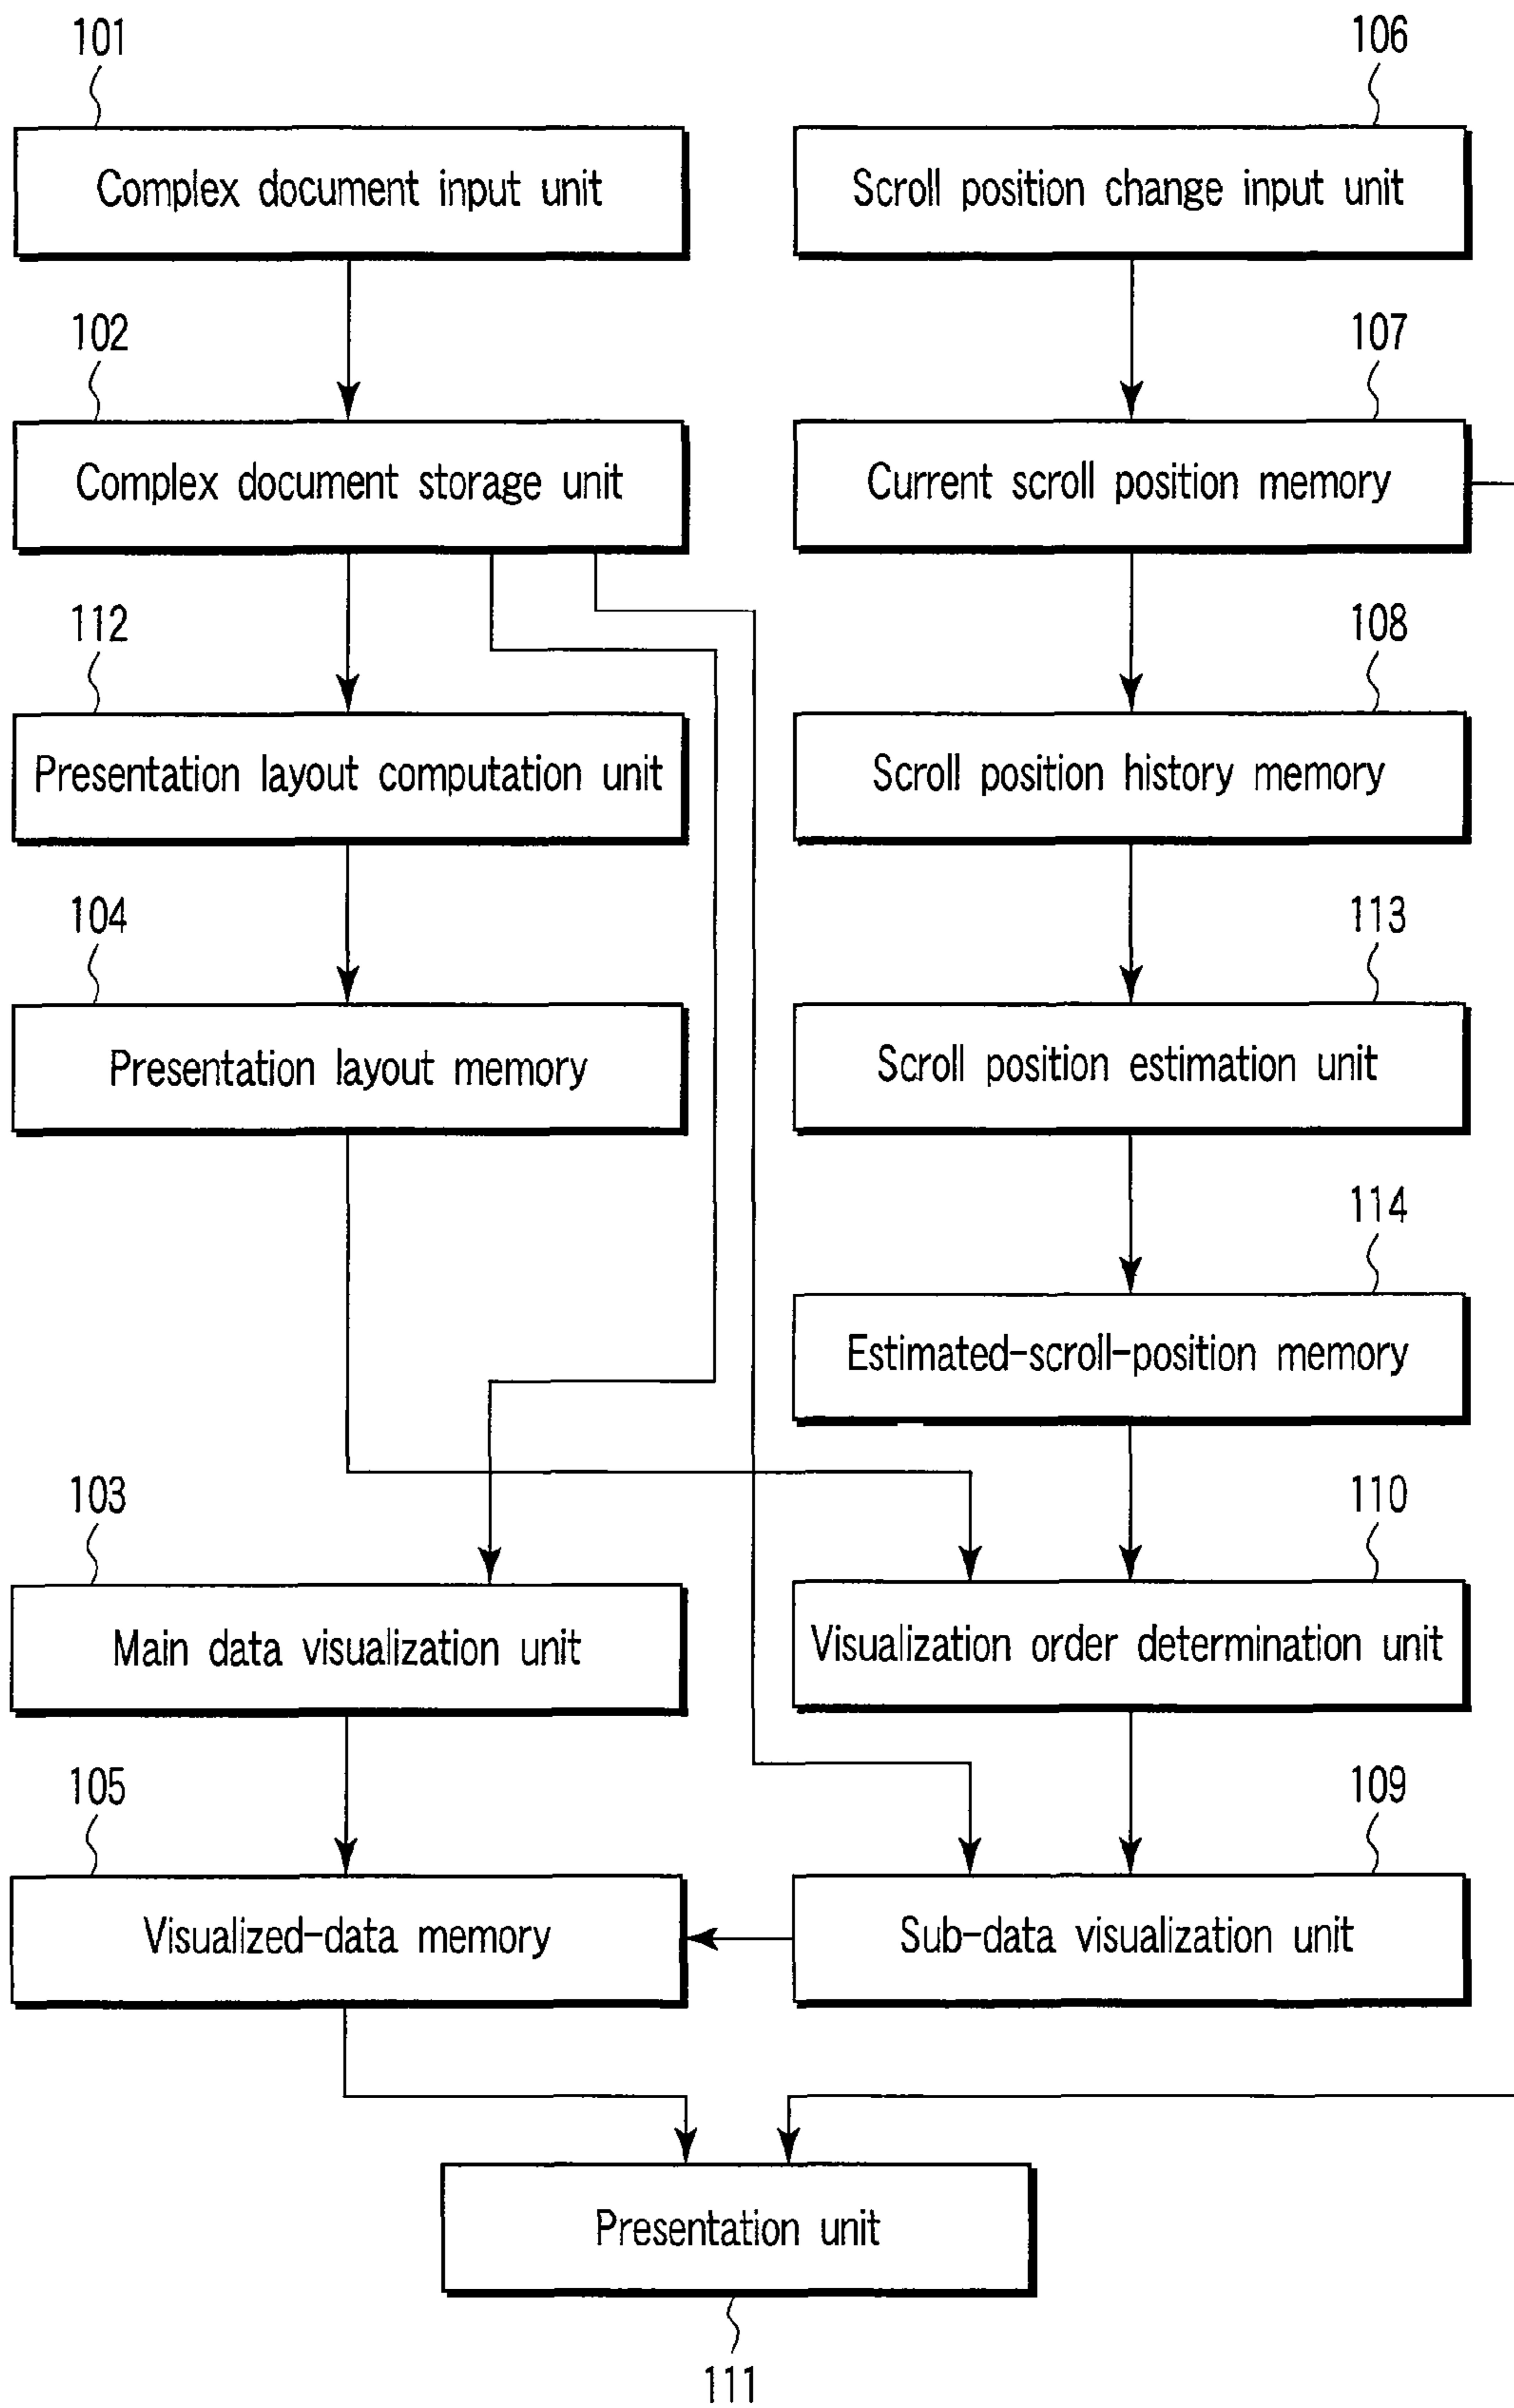 101
106
Complex document input unit
Scroll position change input unit
102
107
Complex document storage unit
Current scroll position memory
112
108
Presentation layout computation unit
Scroll position history memory
104
113
Presentation layout memory
Scroll position estimation unit
114
Estimated-scroll-position memory
103
110
Main data visualization unit
Visualization order determination unit
105
109
Visualized-data memory
Sub-data visualization unit
Presentation unit
111